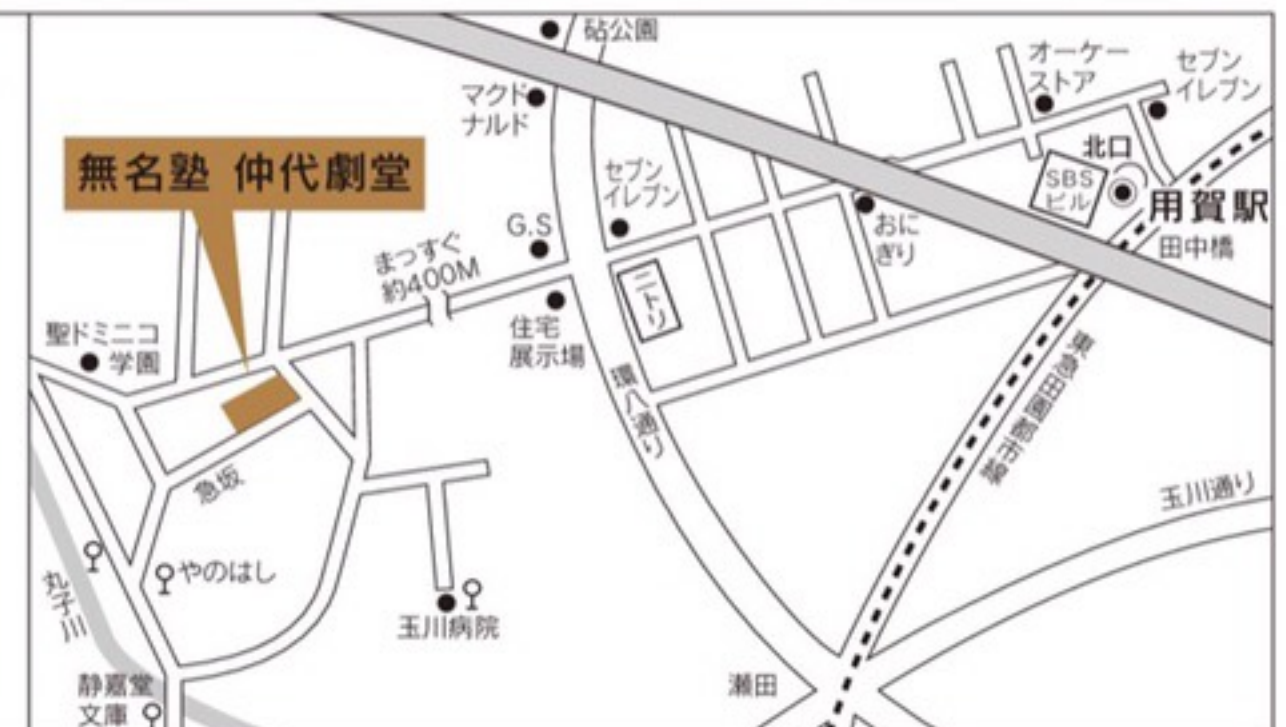 砧公園
マクド
ナルド
オーケー
ストア
セブン
イレブン
無名塾 仲代劇堂
北口
SBS
ビル
用賀駅
田中橋
セブン
イレブン
G.S
おに
ぎり
まっすぐ
約400M
ニトリ
住宅
展示場
聖ドミニコ
学園
環八通り
東急田園都市線
急坂
玉川通り
やのはし
丸子川
玉川病院
静嘉堂
文庫
瀬田